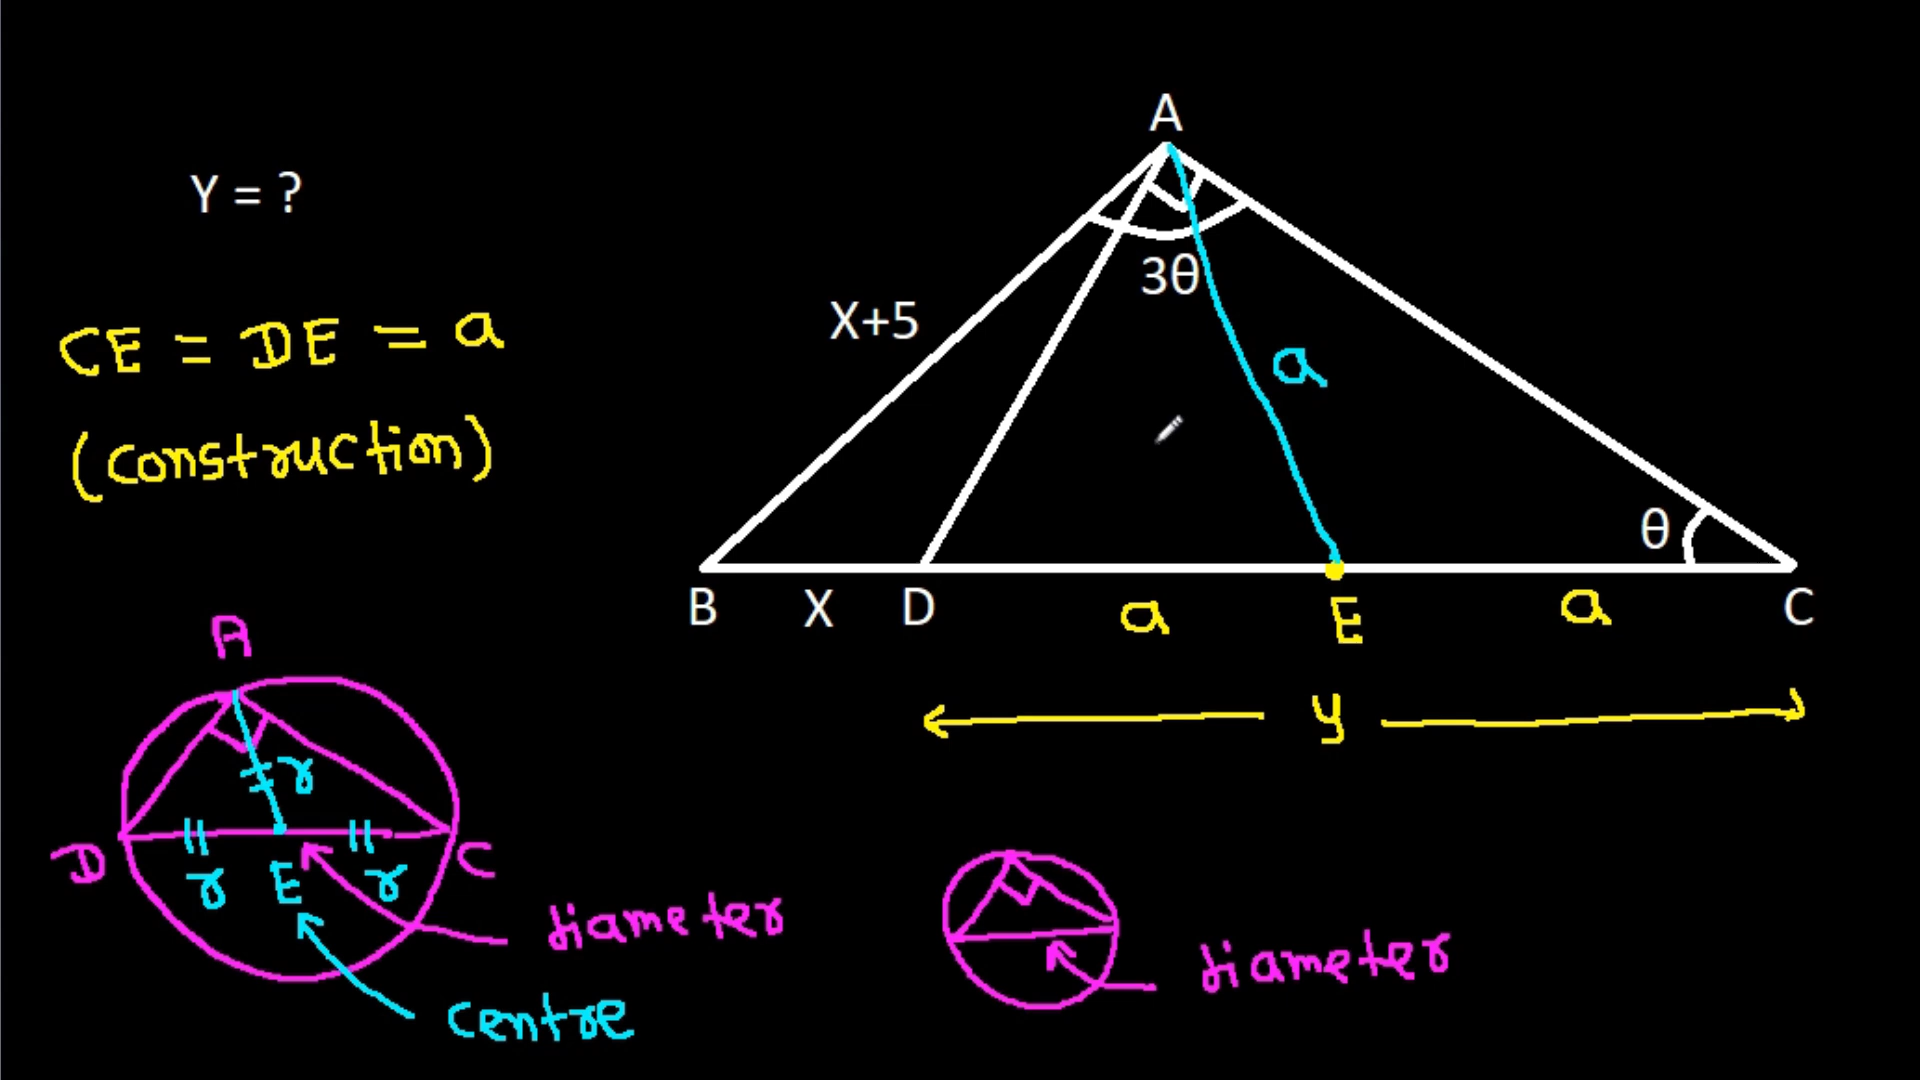 A
Y = ?
3θ
X+5
CE = DE = a
a
(construction)
θ
B X D a E a C
y
A
r
D r E r C
diameter
centre
diameter